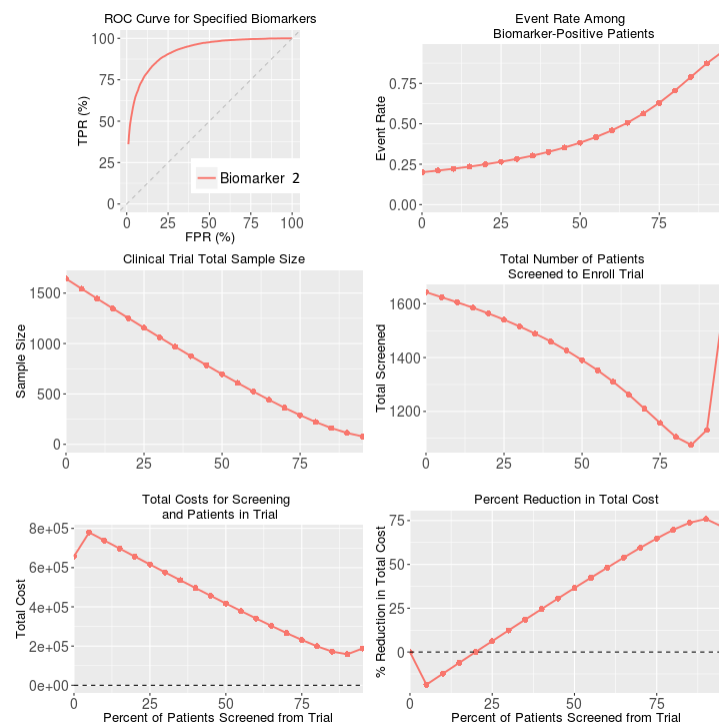 ROC Curve for Specified Biomarkers
100
75
50
25
0
TPR (%)
Biomarker 2
0 25 50 75 100
FPR (%)
Event Rate Among
Biomarker-Positive Patients
0.75
0.50
0.25
0.00
Event Rate
0 25 50 75
Clinical Trial Total Sample Size
1500
1000
500
0
Sample Size
0 25 50 75
Total Number of Patients
Screened to Enroll Trial
1600
1400
1200
Total Screened
0 25 50 75
Total Costs for Screening
and Patients in Trial
8e+05
6e+05
4e+05
2e+05
0e+00
Total Cost
0 25 50 75
Percent of Patients Screened from Trial
Percent Reduction in Total Cost
75
50
25
0
% Reduction in Total Cost
0 25 50 75
Percent of Patients Screened from Trial